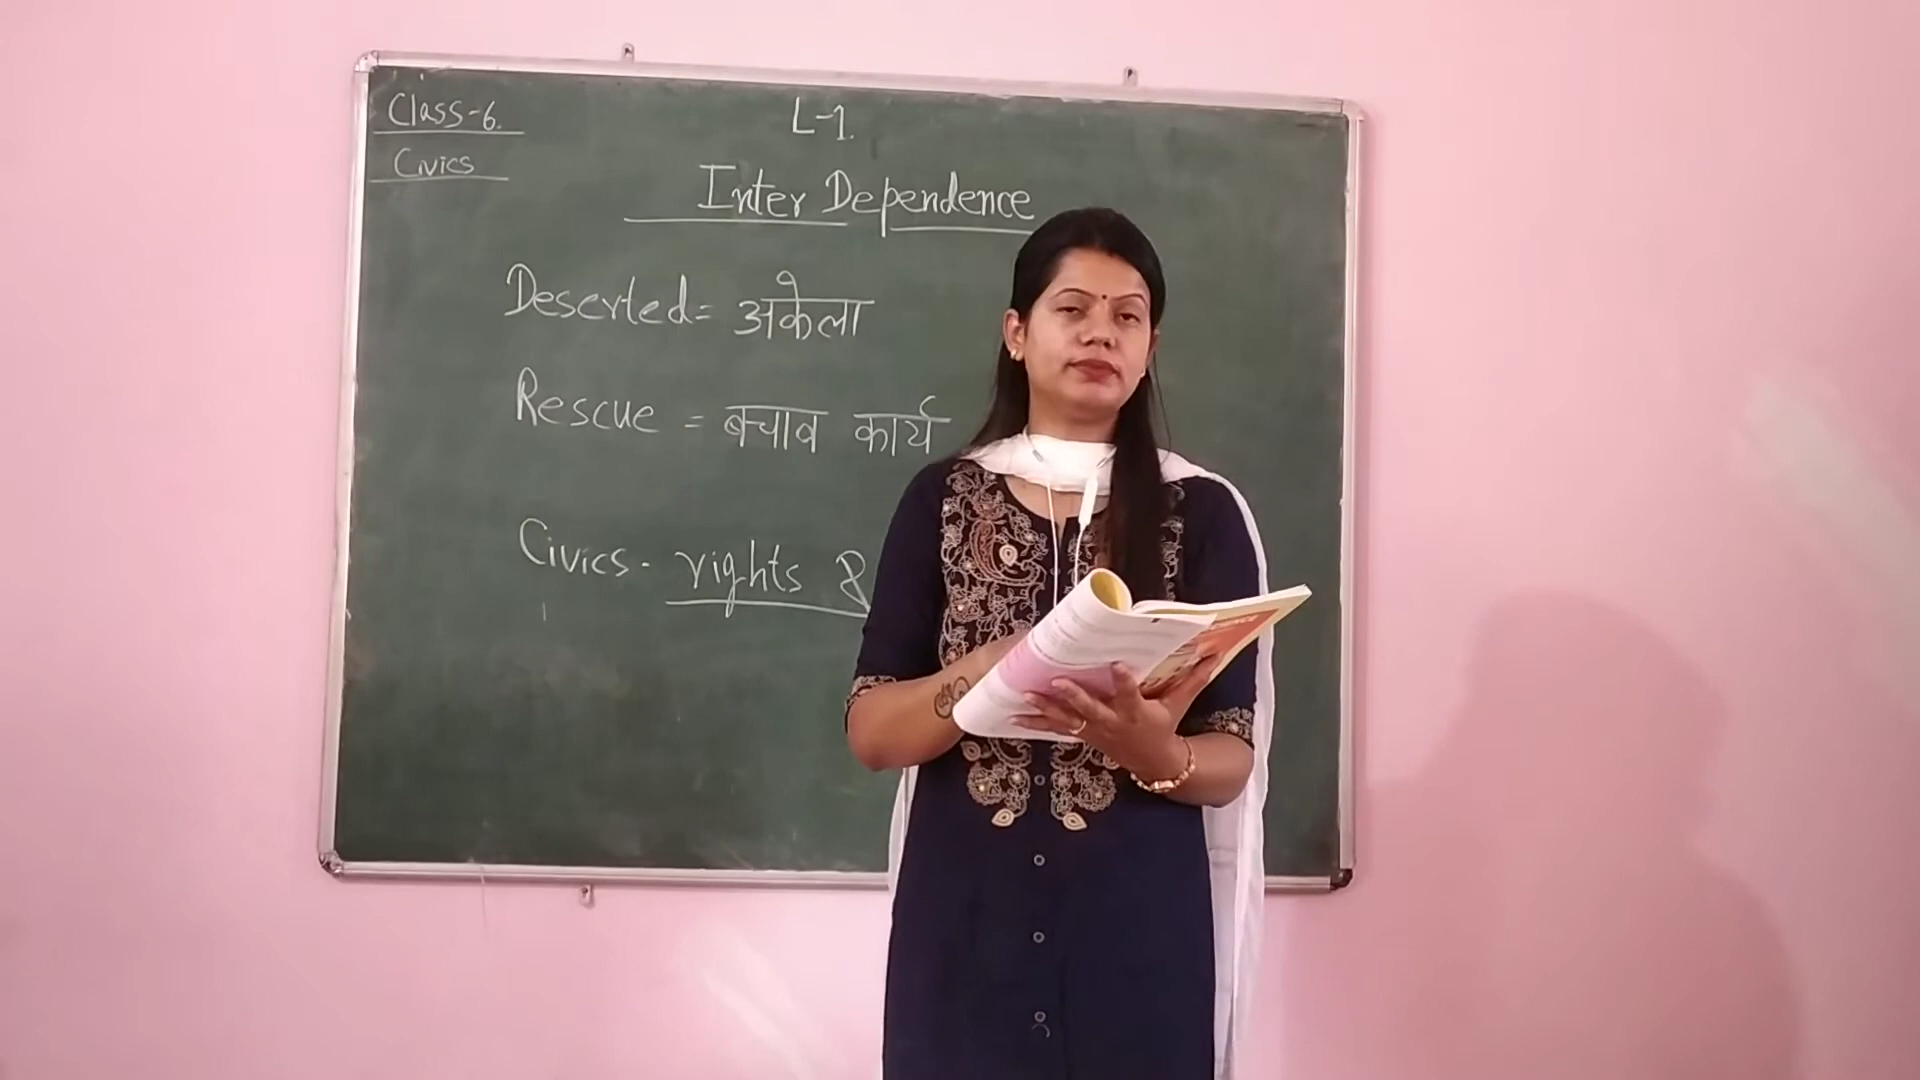 Class-6.
Civics
L-1.
Inter Dependence
Deserted = अकेला
Rescue = बचाव कार्य
Civics. rights &